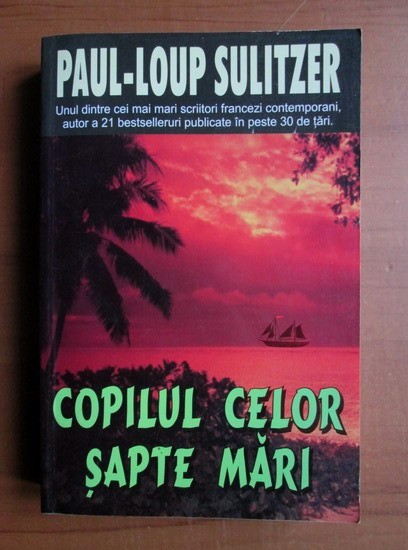 PAUL-LOUP SULITZER
Unul dintre cei mai mari scriitori francezi contemporani,
autor a 21 bestselleruri publicate în peste 30 de țări.
COPILUL CELOR
ȘAPTE MĂRI